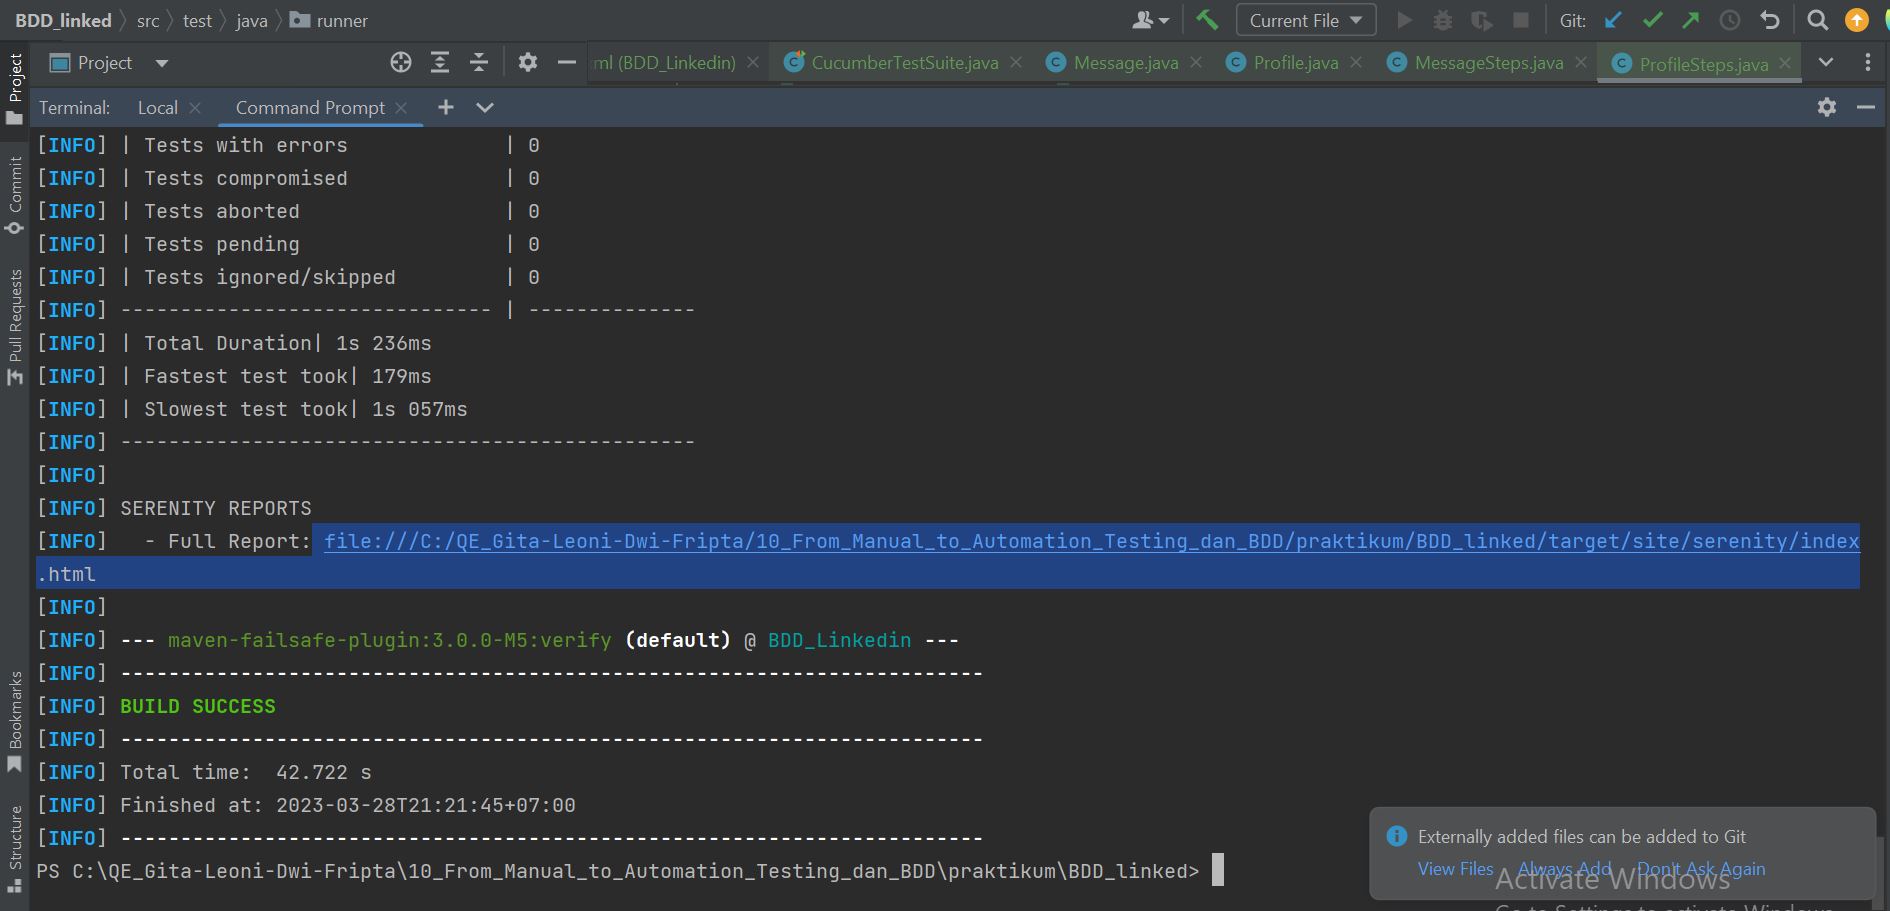 BDD_linked src test java runner Current File Git:
Project ml (BDD_Linkedin) CucumberTestSuite.java Message.java Profile.java MessageSteps.java ProfileSteps.java
Terminal: Local Command Prompt
[INFO] | Tests with errors | 0
[INFO] | Tests compromised | 0
[INFO] | Tests aborted | 0
[INFO] | Tests pending | 0
[INFO] | Tests ignored/skipped | 0
[INFO] ------------------------------- | --------------
[INFO] | Total Duration| 1s 236ms
[INFO] | Fastest test took| 179ms
[INFO] | Slowest test took| 1s 057ms
[INFO] ------------------------------------------------
[INFO]
[INFO] SERENITY REPORTS
[INFO]   - Full Report: file:///C:/QE_Gita-Leoni-Dwi-Fripta/10_From_Manual_to_Automation_Testing_dan_BDD/praktikum/BDD_linked/target/site/serenity/index
.html
[INFO]
[INFO] --- maven-failsafe-plugin:3.0.0-M5:verify (default) @ BDD_Linkedin ---
[INFO] ------------------------------------------------------------------------
[INFO] BUILD SUCCESS
[INFO] ------------------------------------------------------------------------
[INFO] Total time:  42.722 s
[INFO] Finished at: 2023-03-28T21:21:45+07:00
[INFO] ------------------------------------------------------------------------
PS C:\QE_Gita-Leoni-Dwi-Fripta\10_From_Manual_to_Automation_Testing_dan_BDD\praktikum\BDD_linked>
Project
Commit
Pull Requests
Bookmarks
Structure
Externally added files can be added to Git
View Files Always Add Don't Ask Again
Activate Windows
Go to Settings to activate Windows